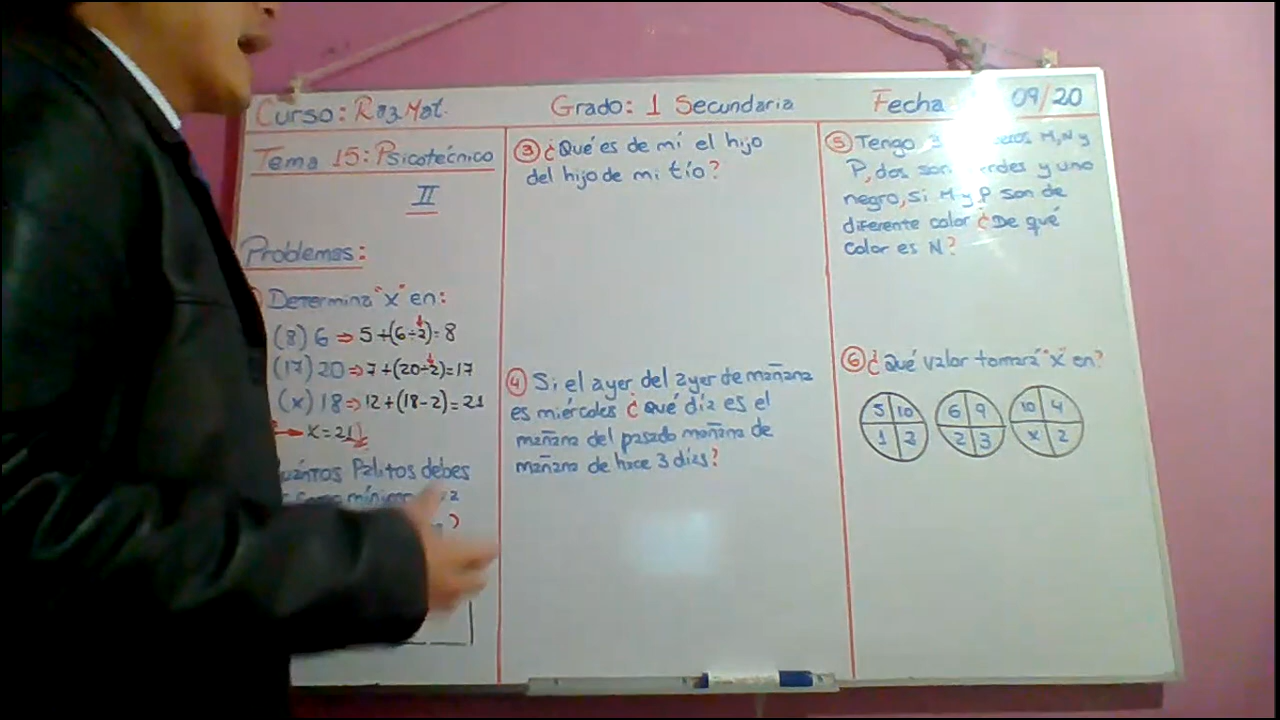 Curso: Raz. Mat.
Grado: 1 Secundaria
Fecha 09/20
Tema 15: Psicotécnico
II
Problemas:
Determina "x" en:
(8) 6 ⇒ 5+(6÷2)=8
(17) 20 ⇒ 7+(20÷2)=17
(x) 18 ⇒ 12+(18-2)=21
x=21
Palitos debes
③ ¿Qué es de mí el hijo
del hijo de mi tío?
④ Si el ayer del ayer de mañana
es miércoles ¿Qué día es el
mañana del pasado mañana de
mañana de hace 3 días?
⑤ Tengo 3 M, N y
P, dos son y uno
negro, Si M y P son de
diferente color ¿De qué
color es N?
⑥ ¿Qué valor tomará "x" en?
5 10 6 9 10 4
1 2 2 3 x 2